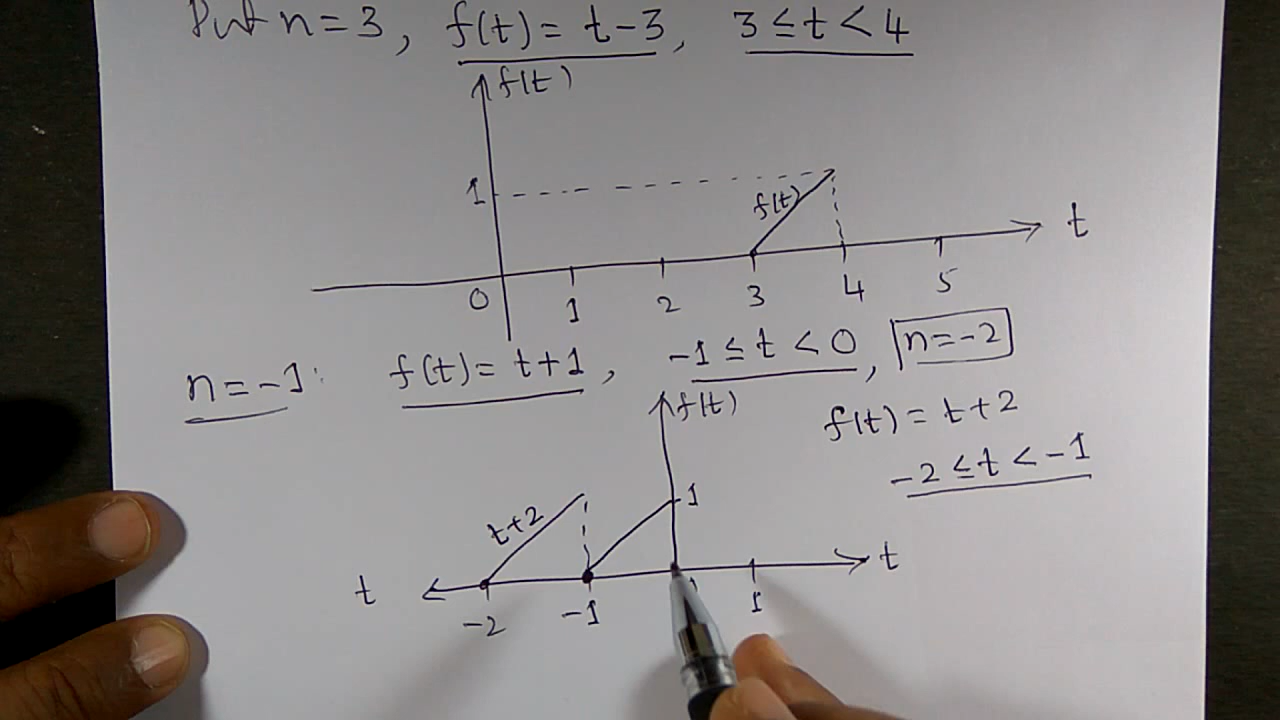 Put n=3, f(t) = t-3, 3 ≤ t < 4
f(t)
1
f(t)
t
0 1 2 3 4 5
n=-1: f(t) = t+1, -1 ≤ t < 0, n=-2
f(t)
f(t) = t+2
-2 ≤ t < -1
t+2
1
t
t
-2 -1 1